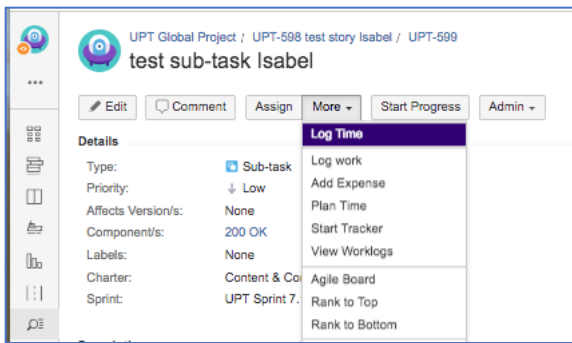 UPT Global Project / UPT-598 test story Isabel / UPT-599
test sub-task Isabel
Edit Comment Assign More Start Progress Admin
Details
Log Time
Type: Sub-task
Log work
Priority: Low
Add Expense
Affects Version/s: None
Plan Time
Component/s: 200 OK
Start Tracker
Labels: None
View Worklogs
Charter: Content & Co
Agile Board
Sprint: UPT Sprint 7.
Rank to Top
Rank to Bottom